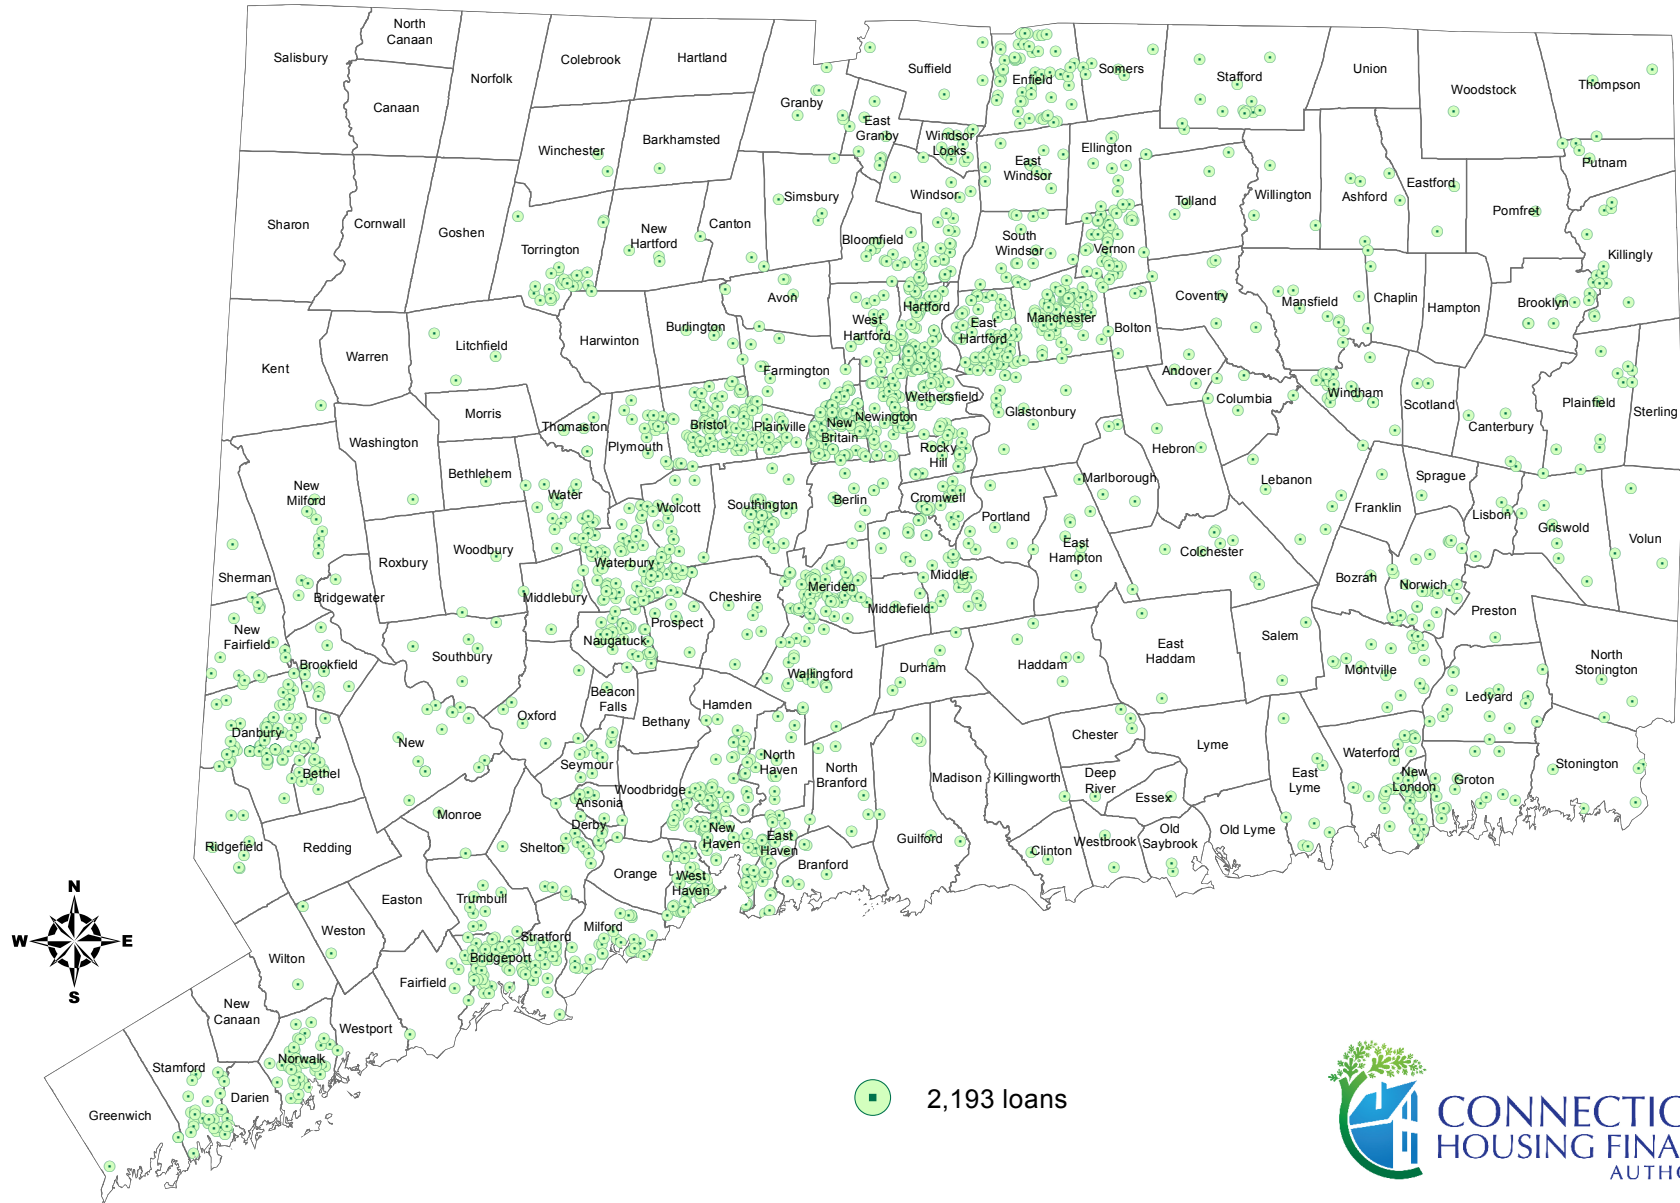 North
Canaan
Salisbury
Colebrook
Hartland
Norfolk
Suffield
Enfield
Somers
Stafford
Union
Woodstock
Thompson
Canaan
Granby
East
Granby
Windsor
Locks
Winchester
Barkhamsted
East
Windsor
Ellington
Putnam
Sharon
Cornwall
Goshen
Torrington
New
Hartford
Canton
Simsbury
Windsor
Tolland
Willington
Ashford
Eastford
Pomfret
Bloomfield
South
Windsor
Vernon
Killingly
Avon
Hartford
West
Hartford
East
Hartford
Manchester
Bolton
Coventry
Mansfield
Chaplin
Hampton
Brooklyn
Kent
Warren
Litchfield
Harwinton
Burlington
Farmington
Wethersfield
Newington
Glastonbury
Andover
Columbia
Windham
Scotland
Canterbury
Plainfield
Sterling
Washington
Morris
Thomaston
Plymouth
Bristol
Plainville
New
Britain
Rocky
Hill
Hebron
Bethlehem
New
Milford
Water
Wolcott
Southington
Berlin
Cromwell
Portland
Marlborough
Lebanon
Franklin
Sprague
Lisbon
Griswold
Volun
Roxbury
Woodbury
Waterbury
East
Hampton
Colchester
Sherman
Bridgewater
Middlebury
Cheshire
Meriden
Middle
Middlefield
Bozrah
Norwich
Preston
New
Fairfield
Brookfield
Southbury
Naugatuck
Prospect
Wallingford
Durham
Haddam
East
Haddam
Salem
Montville
North
Stonington
Ledyard
Danbury
Bethel
New
Oxford
Beacon
Falls
Bethany
Hamden
North
Haven
North
Branford
Madison
Killingworth
Chester
Deep
River
Essex
Lyme
East
Lyme
Waterford
New
London
Groton
Stonington
Seymour
Woodbridge
Ansonia
Derby
Monroe
Shelton
New
Haven
East
Haven
Guilford
Clinton
Westbrook
Old
Saybrook
Old Lyme
Ridgefield
Redding
Orange
West
Haven
Branford
Easton
Trumbull
Weston
Stratford
Milford
Bridgeport
Wilton
Fairfield
New
Canaan
Westport
Norwalk
Stamford
Darien
Greenwich
N
W
E
S
2,193 loans
CONNECTIC
HOUSING FINA
AUTHO